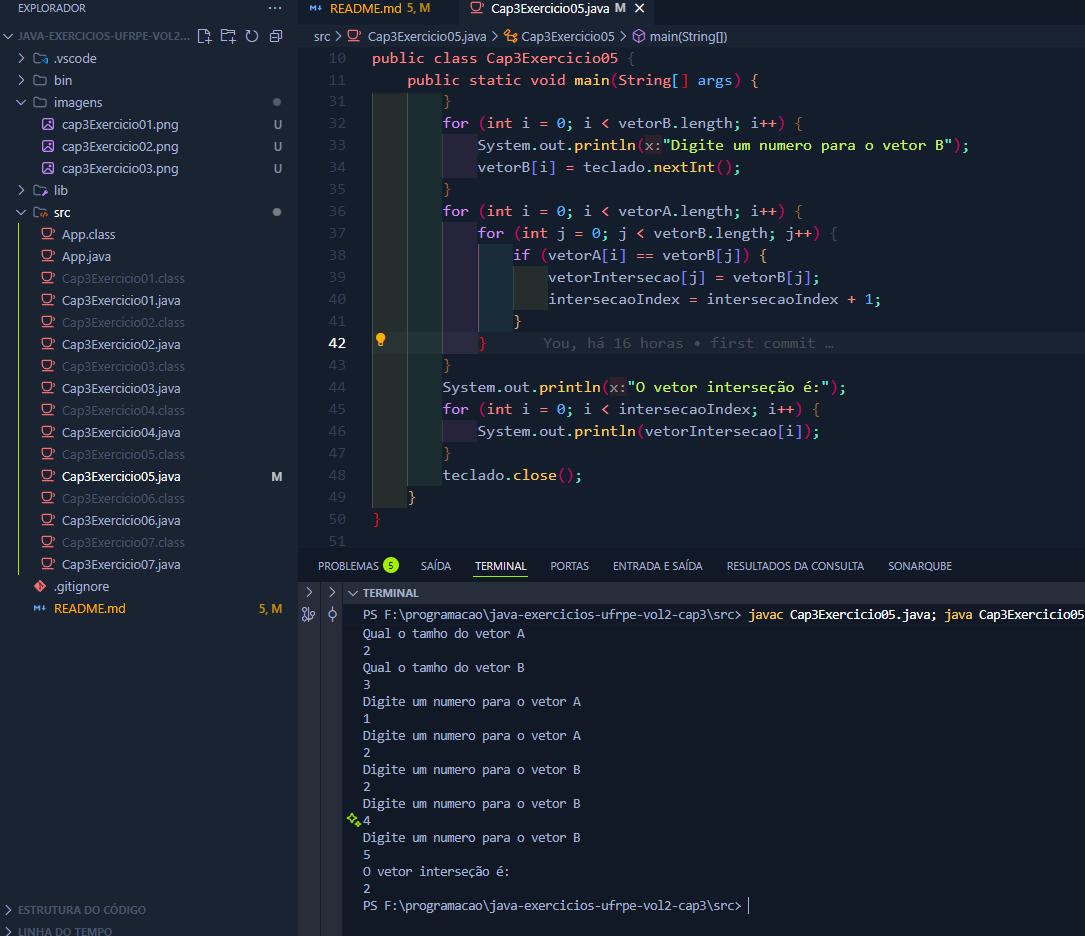 EXPLORADOR
JAVA-EXERCICIOS-UFRPE-VOL2...
.vscode
bin
imagens
cap3Exercicio01.png U
cap3Exercicio02.png U
cap3Exercicio03.png U
lib
src
App.class
App.java
Cap3Exercicio01.class
Cap3Exercicio01.java
Cap3Exercicio02.class
Cap3Exercicio02.java
Cap3Exercicio03.class
Cap3Exercicio03.java
Cap3Exercicio04.class
Cap3Exercicio04.java
Cap3Exercicio05.class
Cap3Exercicio05.java M
Cap3Exercicio06.class
Cap3Exercicio06.java
Cap3Exercicio07.class
Cap3Exercicio07.java
.gitignore
README.md 5, M
ESTRUTURA DO CÓDIGO
LINHA DO TEMPO
README.md 5, M Cap3Exercicio05.java M
src > Cap3Exercicio05.java > Cap3Exercicio05 > main(String[])
10 public class Cap3Exercicio05 {
11 public static void main(String[] args) {
31 }
32 for (int i = 0; i < vetorB.length; i++) {
33 System.out.println(x:"Digite um numero para o vetor B");
34 vetorB[i] = teclado.nextInt();
35 }
36 for (int i = 0; i < vetorA.length; i++) {
37 for (int j = 0; j < vetorB.length; j++) {
38 if (vetorA[i] == vetorB[j]) {
39 vetorIntersecao[j] = vetorB[j];
40 intersecaoIndex = intersecaoIndex + 1;
41 }
42 } You, há 16 horas • first commit …
43 }
44 System.out.println(x:"O vetor interseção é:");
45 for (int i = 0; i < intersecaoIndex; i++) {
46 System.out.println(vetorIntersecao[i]);
47 }
48 teclado.close();
49 }
50 }
51
PROBLEMAS 5 SAÍDA TERMINAL PORTAS ENTRADA E SAÍDA RESULTADOS DA CONSULTA SONARQUBE
TERMINAL
PS F:\programacao\java-exercicios-ufrpe-vol2-cap3\src> javac Cap3Exercicio05.java; java Cap3Exercicio05
Qual o tamho do vetor A
2
Qual o tamho do vetor B
3
Digite um numero para o vetor A
1
Digite um numero para o vetor A
2
Digite um numero para o vetor B
2
Digite um numero para o vetor B
4
Digite um numero para o vetor B
5
O vetor interseção é:
2
PS F:\programacao\java-exercicios-ufrpe-vol2-cap3\src>